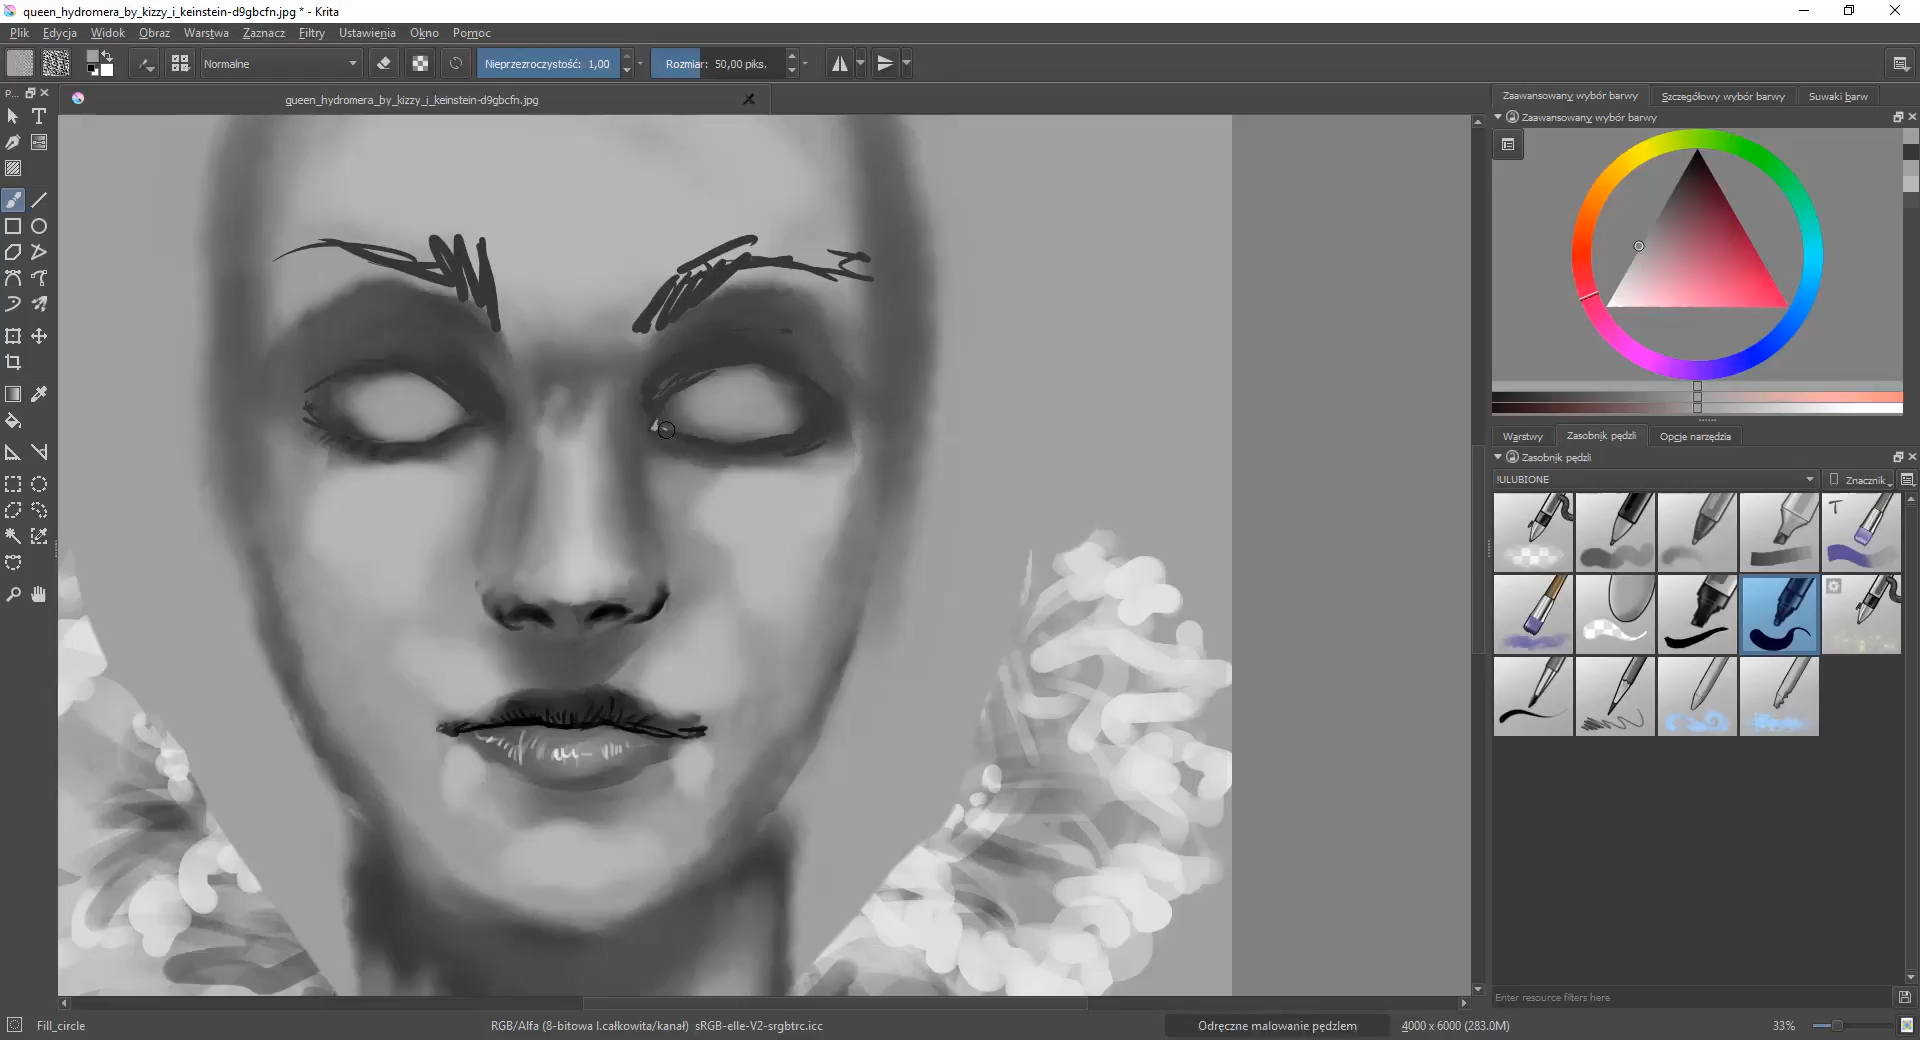 queen_hydromera_by_kizzy_i_keinstein-d9gbcfn.jpg * - Krita
Plik Edycja Widok Obraz Warstwa Zaznacz Filtry Ustawienia Okno Pomoc
Normalne Nieprzezroczystość: 1,00 Rozmiar: 50,00 piks.
P...
queen_hydromera_by_kizzy_i_keinstein-d9gbcfn.jpg
Zaawansowany wybór barwy Szczegółowy wybór barwy Suwaki barw
Zaawansowany wybór barwy
Warstwy Zasobnik pędzli Opcje narzędzia
Zasobnik pędzli
!ULUBIONE Znacznik
Enter resource filters here
Fill_circle RGB/Alfa (8-bitowa l.całkowita/kanał) sRGB-elle-V2-srgbtrc.icc Odręczne malowanie pędzlem 4000 x 6000 (283.0M) 33%